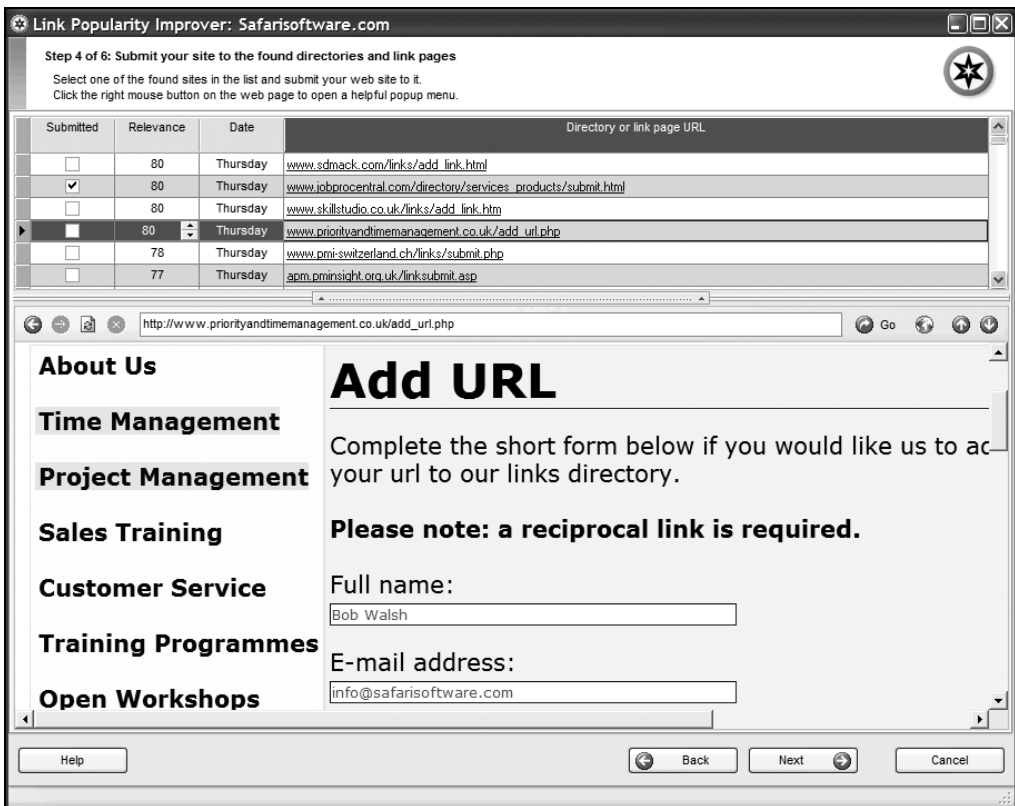 Link Popularity Improver: Safarisoftware.com
Step 4 of 6: Submit your site to the found directories and link pages
Select one of the found sites in the list and submit your web site to it.
Click the right mouse button on the web page to open a helpful popup menu.
Submitted Relevance Date Directory or link page URL
80 Thursday www.sdmack.com/links/add_link.html
80 Thursday www.jobprocentral.com/directory/services_products/submit.html
80 Thursday www.skillstudio.co.uk/links/add_link.htm
80 Thursday www.priorityandtimemanagement.co.uk/add_url.php
78 Thursday www.pmi-switzerland.ch/links/submit.php
77 Thursday apm.pminsight.org.uk/linksubmit.asp
http://www.priorityandtimemanagement.co.uk/add_url.php Go
About Us
Time Management
Project Management
Sales Training
Customer Service
Training Programmes
Open Workshops
Add URL
Complete the short form below if you would like us to
your url to our links directory.
Please note: a reciprocal link is required.
Full name:
Bob Walsh
E-mail address:
info@safarisoftware.com
Help Back Next Cancel